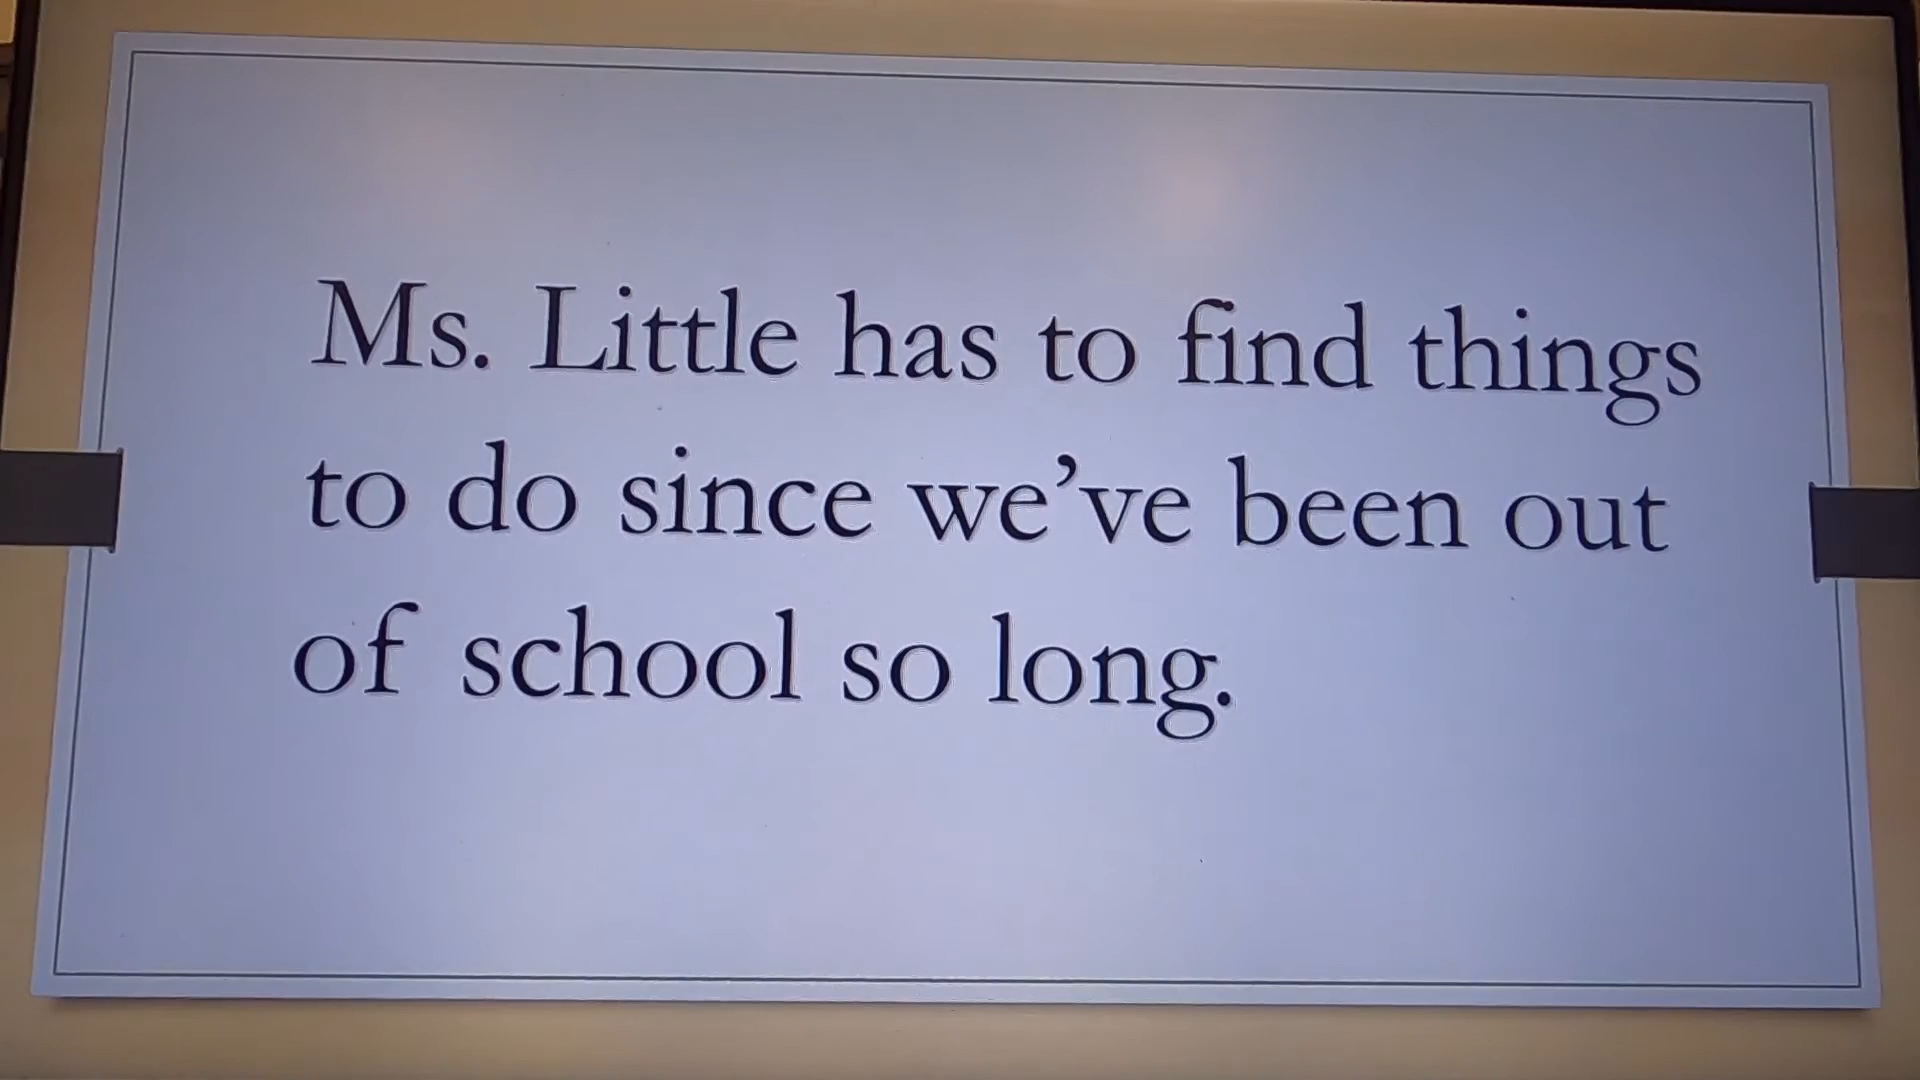 Ms. Little has to find things
to do since we’ve been out
of school so long.